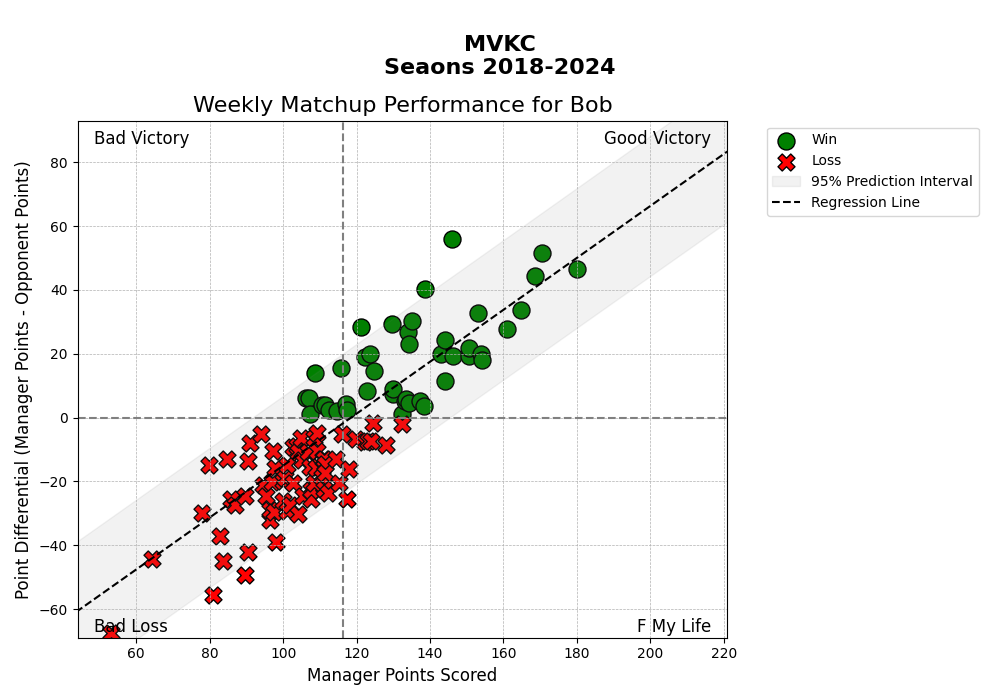 MVKC
Seaons 2018-2024
Weekly Matchup Performance for Bob
Bad Victory
Good Victory
Bad Loss
F My Life
Win
Loss
95% Prediction Interval
Regression Line
Point Differential (Manager Points - Opponent Points)
80
60
40
20
0
−20
−40
−60
60 80 100 120 140 160 180 200 220
Manager Points Scored